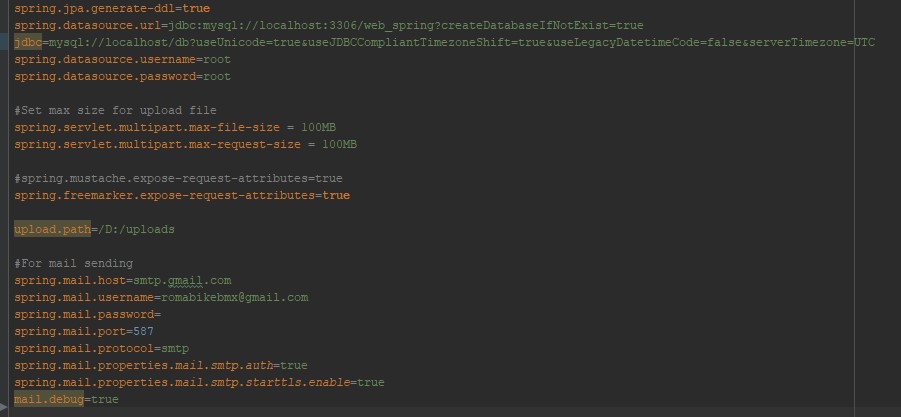 spring.jpa.generate-ddl=true
spring.datasource.url=jdbc:mysql://localhost:3306/web_spring?createDatabaseIfNotExist=true
jdbc=mysql://localhost/db?useUnicode=true&useJDBCCompliantTimezoneShift=true&useLegacyDatetimeCode=false&serverTimezone=UTC
spring.datasource.username=root
spring.datasource.password=root
#Set max size for upload file
spring.servlet.multipart.max-file-size = 100MB
spring.servlet.multipart.max-request-size = 100MB
#spring.mustache.expose-request-attributes=true
spring.freemarker.expose-request-attributes=true
upload.path=/D:/uploads
#For mail sending
spring.mail.host=smtp.gmail.com
spring.mail.username=romabikebmx@gmail.com
spring.mail.password=
spring.mail.port=587
spring.mail.protocol=smtp
spring.mail.properties.mail.smtp.auth=true
spring.mail.properties.mail.smtp.starttls.enable=true
mail.debug=true